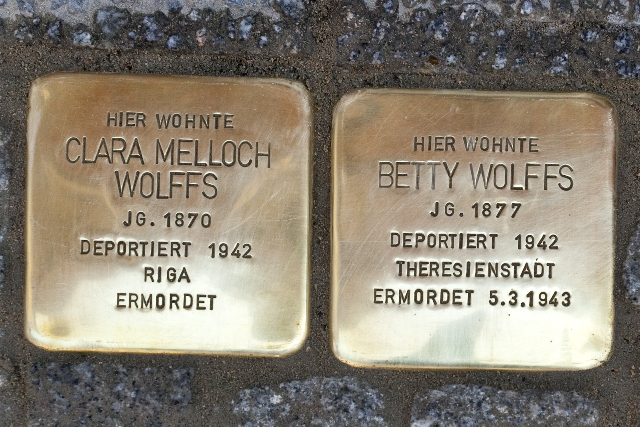 HIER WOHNTE
CLARA MELLOCH
WOLFFS
JG. 1870
DEPORTIERT 1942
RIGA
ERMORDET
HIER WOHNTE
BETTY WOLFFS
JG. 1877
DEPORTIERT 1942
THERESIENSTADT
ERMORDET 5.3.1943